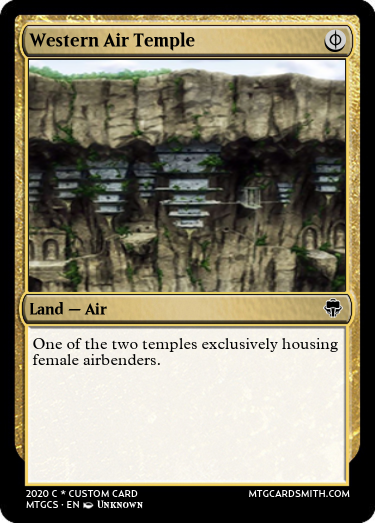 Western Air Temple
Land — Air
One of the two temples exclusively housing
female airbenders.
2020 C * CUSTOM CARD
MTGCARDSMITH.COM
MTGCS • EN UNKNOWN